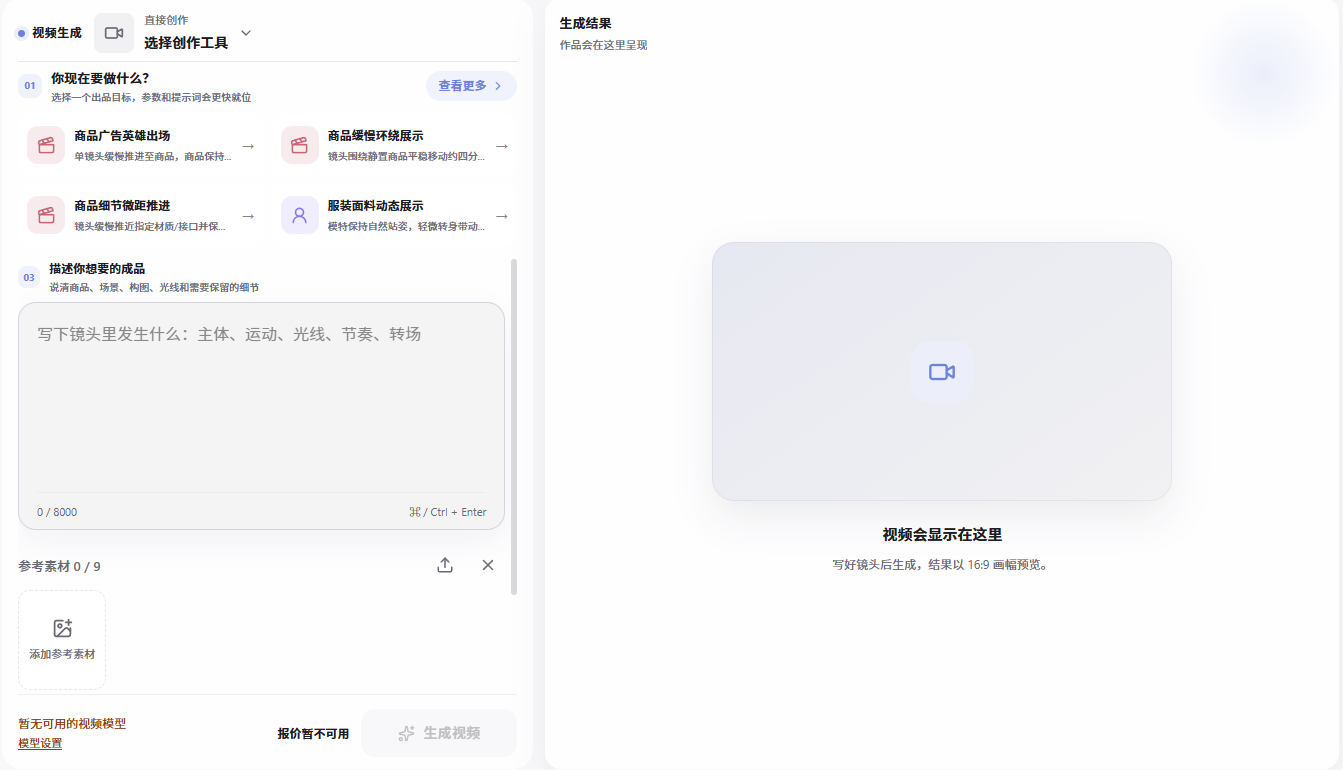 视频生成
直接创作
选择创作工具
01
你现在要做什么？
选择一个出品目标，参数和提示词会更快就位
查看更多
商品广告英雄出场
单镜头缓慢推进至商品，商品保持...
→
商品缓慢环绕展示
镜头围绕静置商品平稳移动约四分...
→
商品细节微距推进
镜头缓慢推近指定材质/接口并保...
→
服装面料动态展示
模特保持自然站姿，轻微转身带动...
→
03
描述你想要的成品
说清商品、场景、构图、光线和需要保留的细节
写下镜头里发生什么：主体、运动、光线、节奏、转场
0 / 8000
⌘ / Ctrl + Enter
参考素材 0 / 9
添加参考素材
暂无可用的视频模型
模型设置
报价暂不可用
生成视频
生成结果
作品会在这里呈现
视频会显示在这里
写好镜头后生成，结果以 16:9 画幅预览。